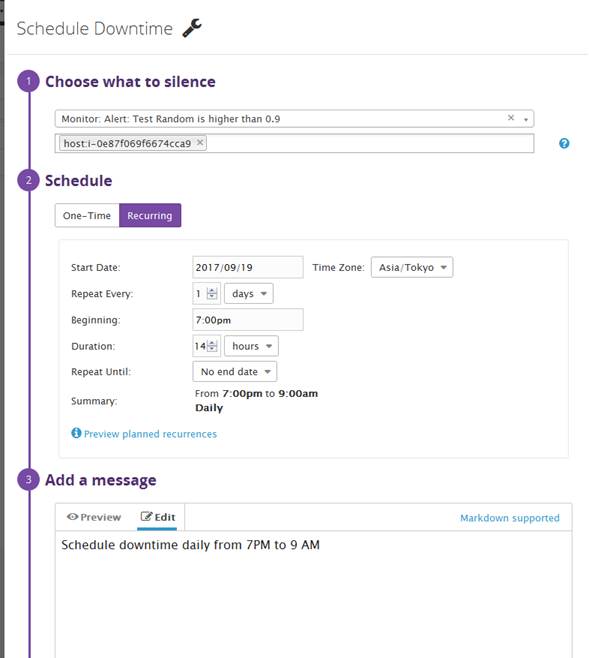 Schedule Downtime
1 Choose what to silence
Monitor: Alert: Test Random is higher than 0.9 ×
host:i-0e87f069f6674cca9 ×
?
2 Schedule
One-Time Recurring
Start Date: 2017/09/19 Time Zone: Asia/Tokyo
Repeat Every: 1 days
Beginning: 7:00pm
Duration: 14 hours
Repeat Until: No end date
Summary: From 7:00pm to 9:00am
Daily
Preview planned recurrences
3 Add a message
Preview Edit Markdown supported
Schedule downtime daily from 7PM to 9 AM